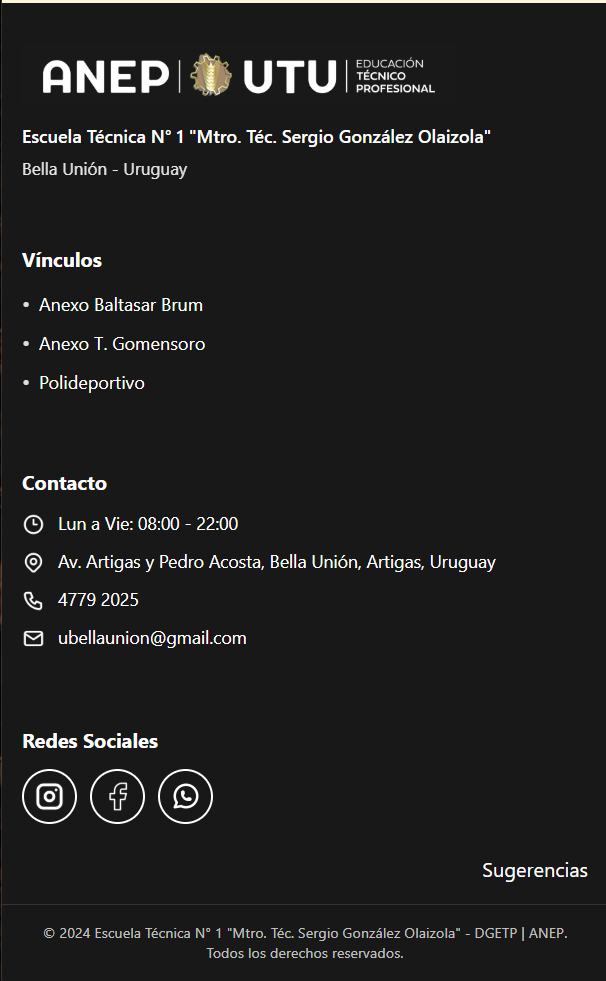 ANEP UTU EDUCACIÓN
TÉCNICO
PROFESIONAL
Escuela Técnica N° 1 "Mtro. Téc. Sergio González Olaizola"
Bella Unión - Uruguay
Vínculos
• Anexo Baltasar Brum
• Anexo T. Gomensoro
• Polideportivo
Contacto
Lun a Vie: 08:00 - 22:00
Av. Artigas y Pedro Acosta, Bella Unión, Artigas, Uruguay
4779 2025
ubellaunion@gmail.com
Redes Sociales
Sugerencias
© 2024 Escuela Técnica N° 1 "Mtro. Téc. Sergio González Olaizola" - DGETP | ANEP.
Todos los derechos reservados.